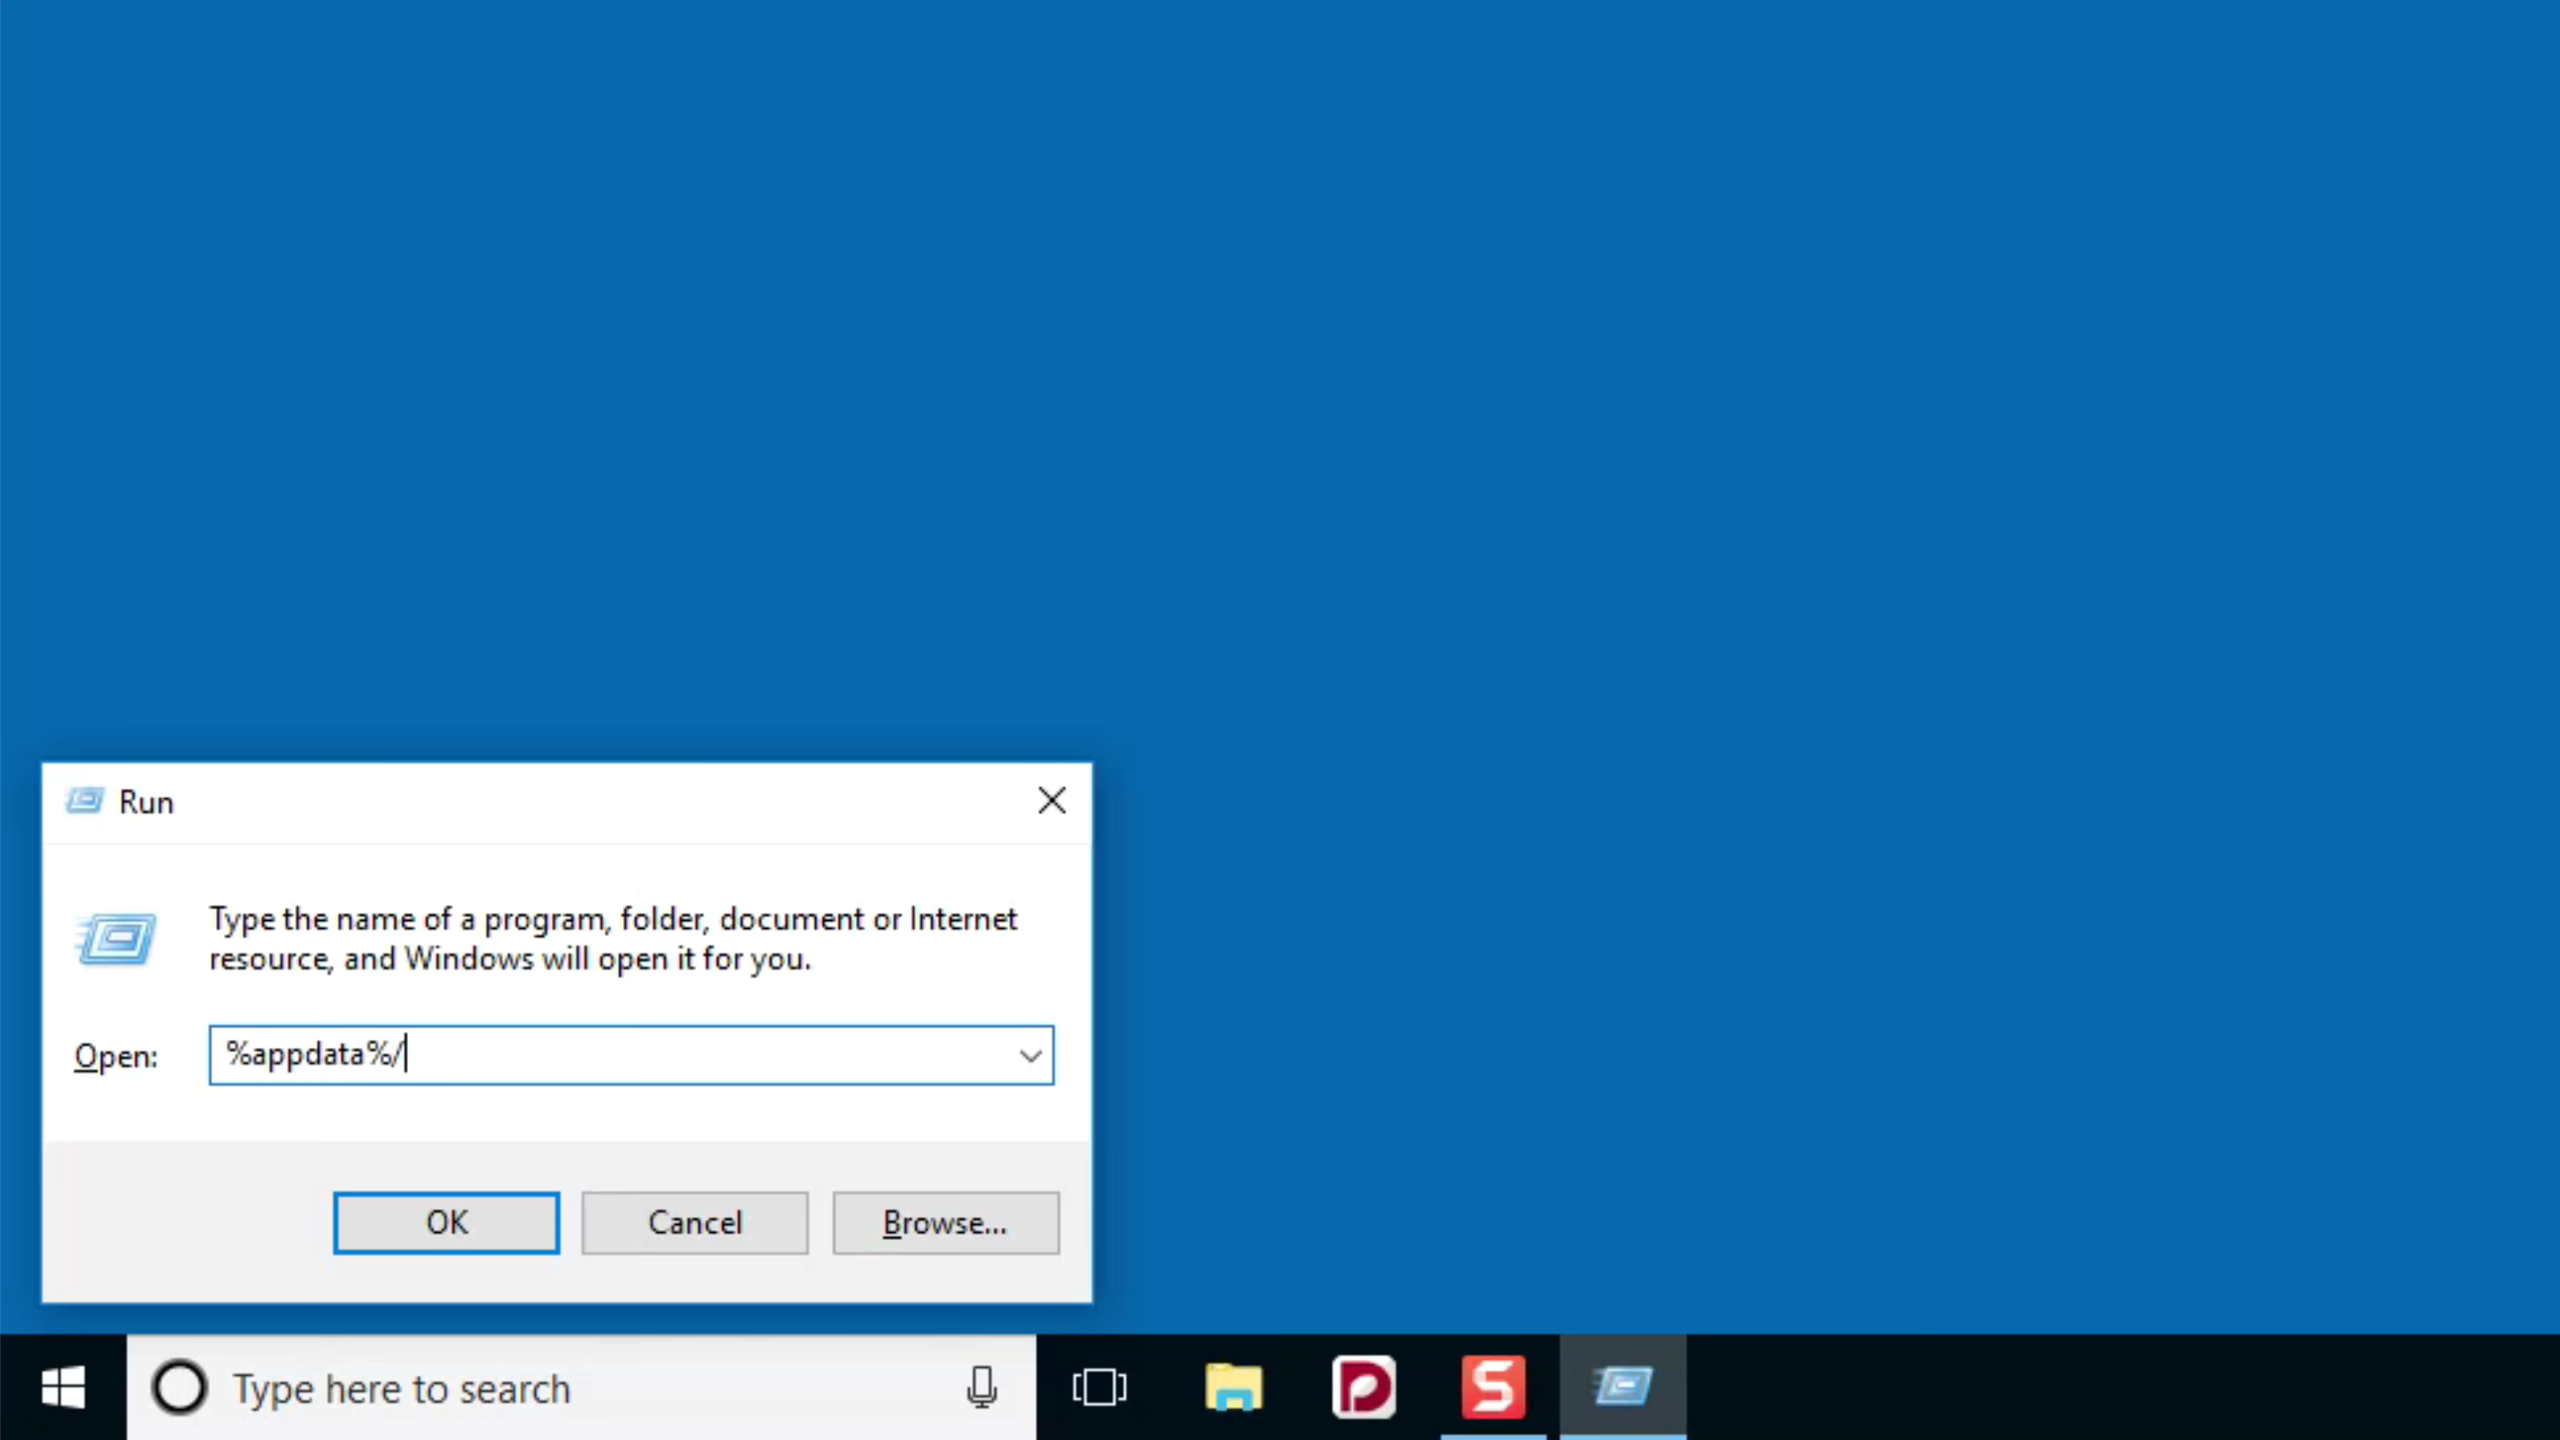 Run
Type the name of a program, folder, document or Internet
resource, and Windows will open it for you.
Open:
%appdata%/
OK
Cancel
Browse...
Type here to search